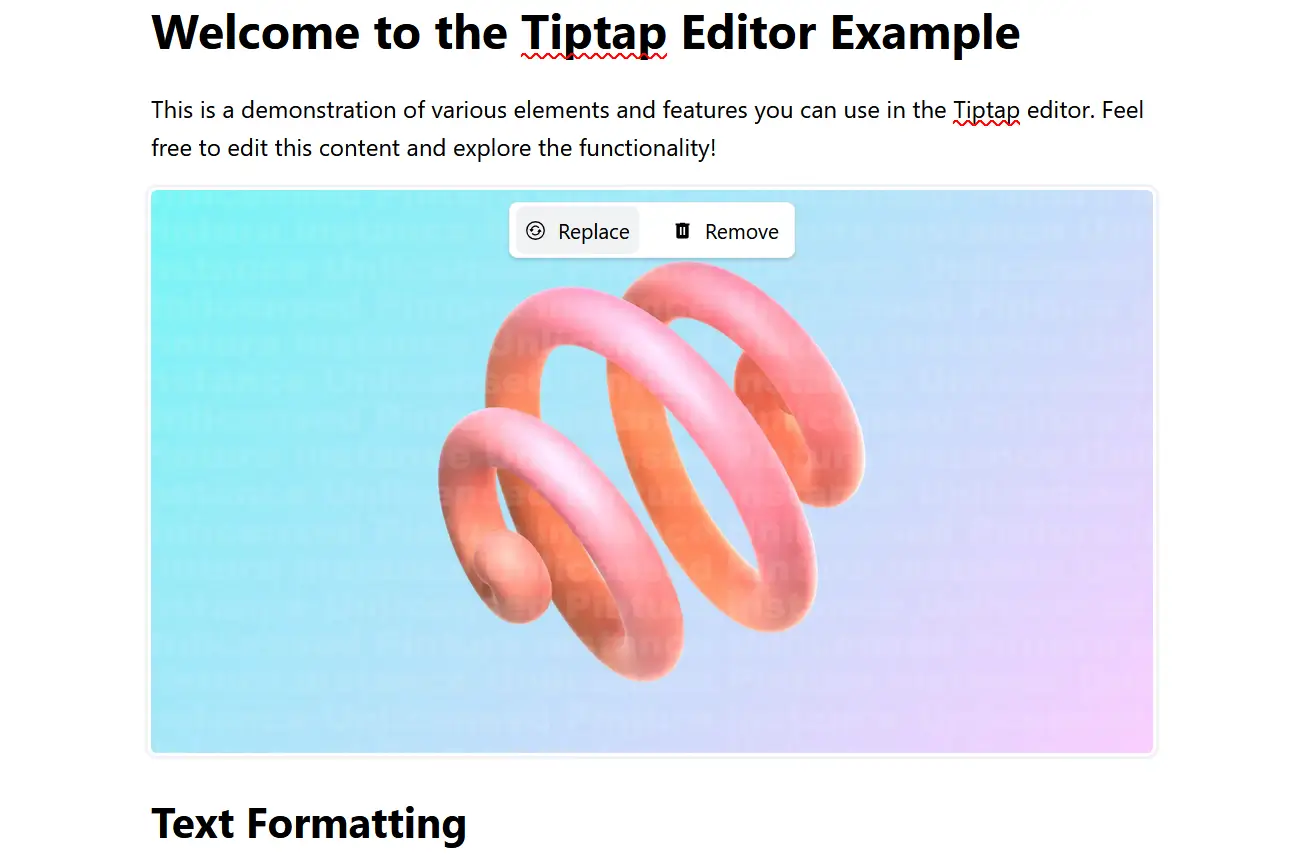 Welcome to the Tiptap Editor Example
This is a demonstration of various elements and features you can use in the Tiptap editor. Feel
free to edit this content and explore the functionality!
Replace
Remove
Text Formatting